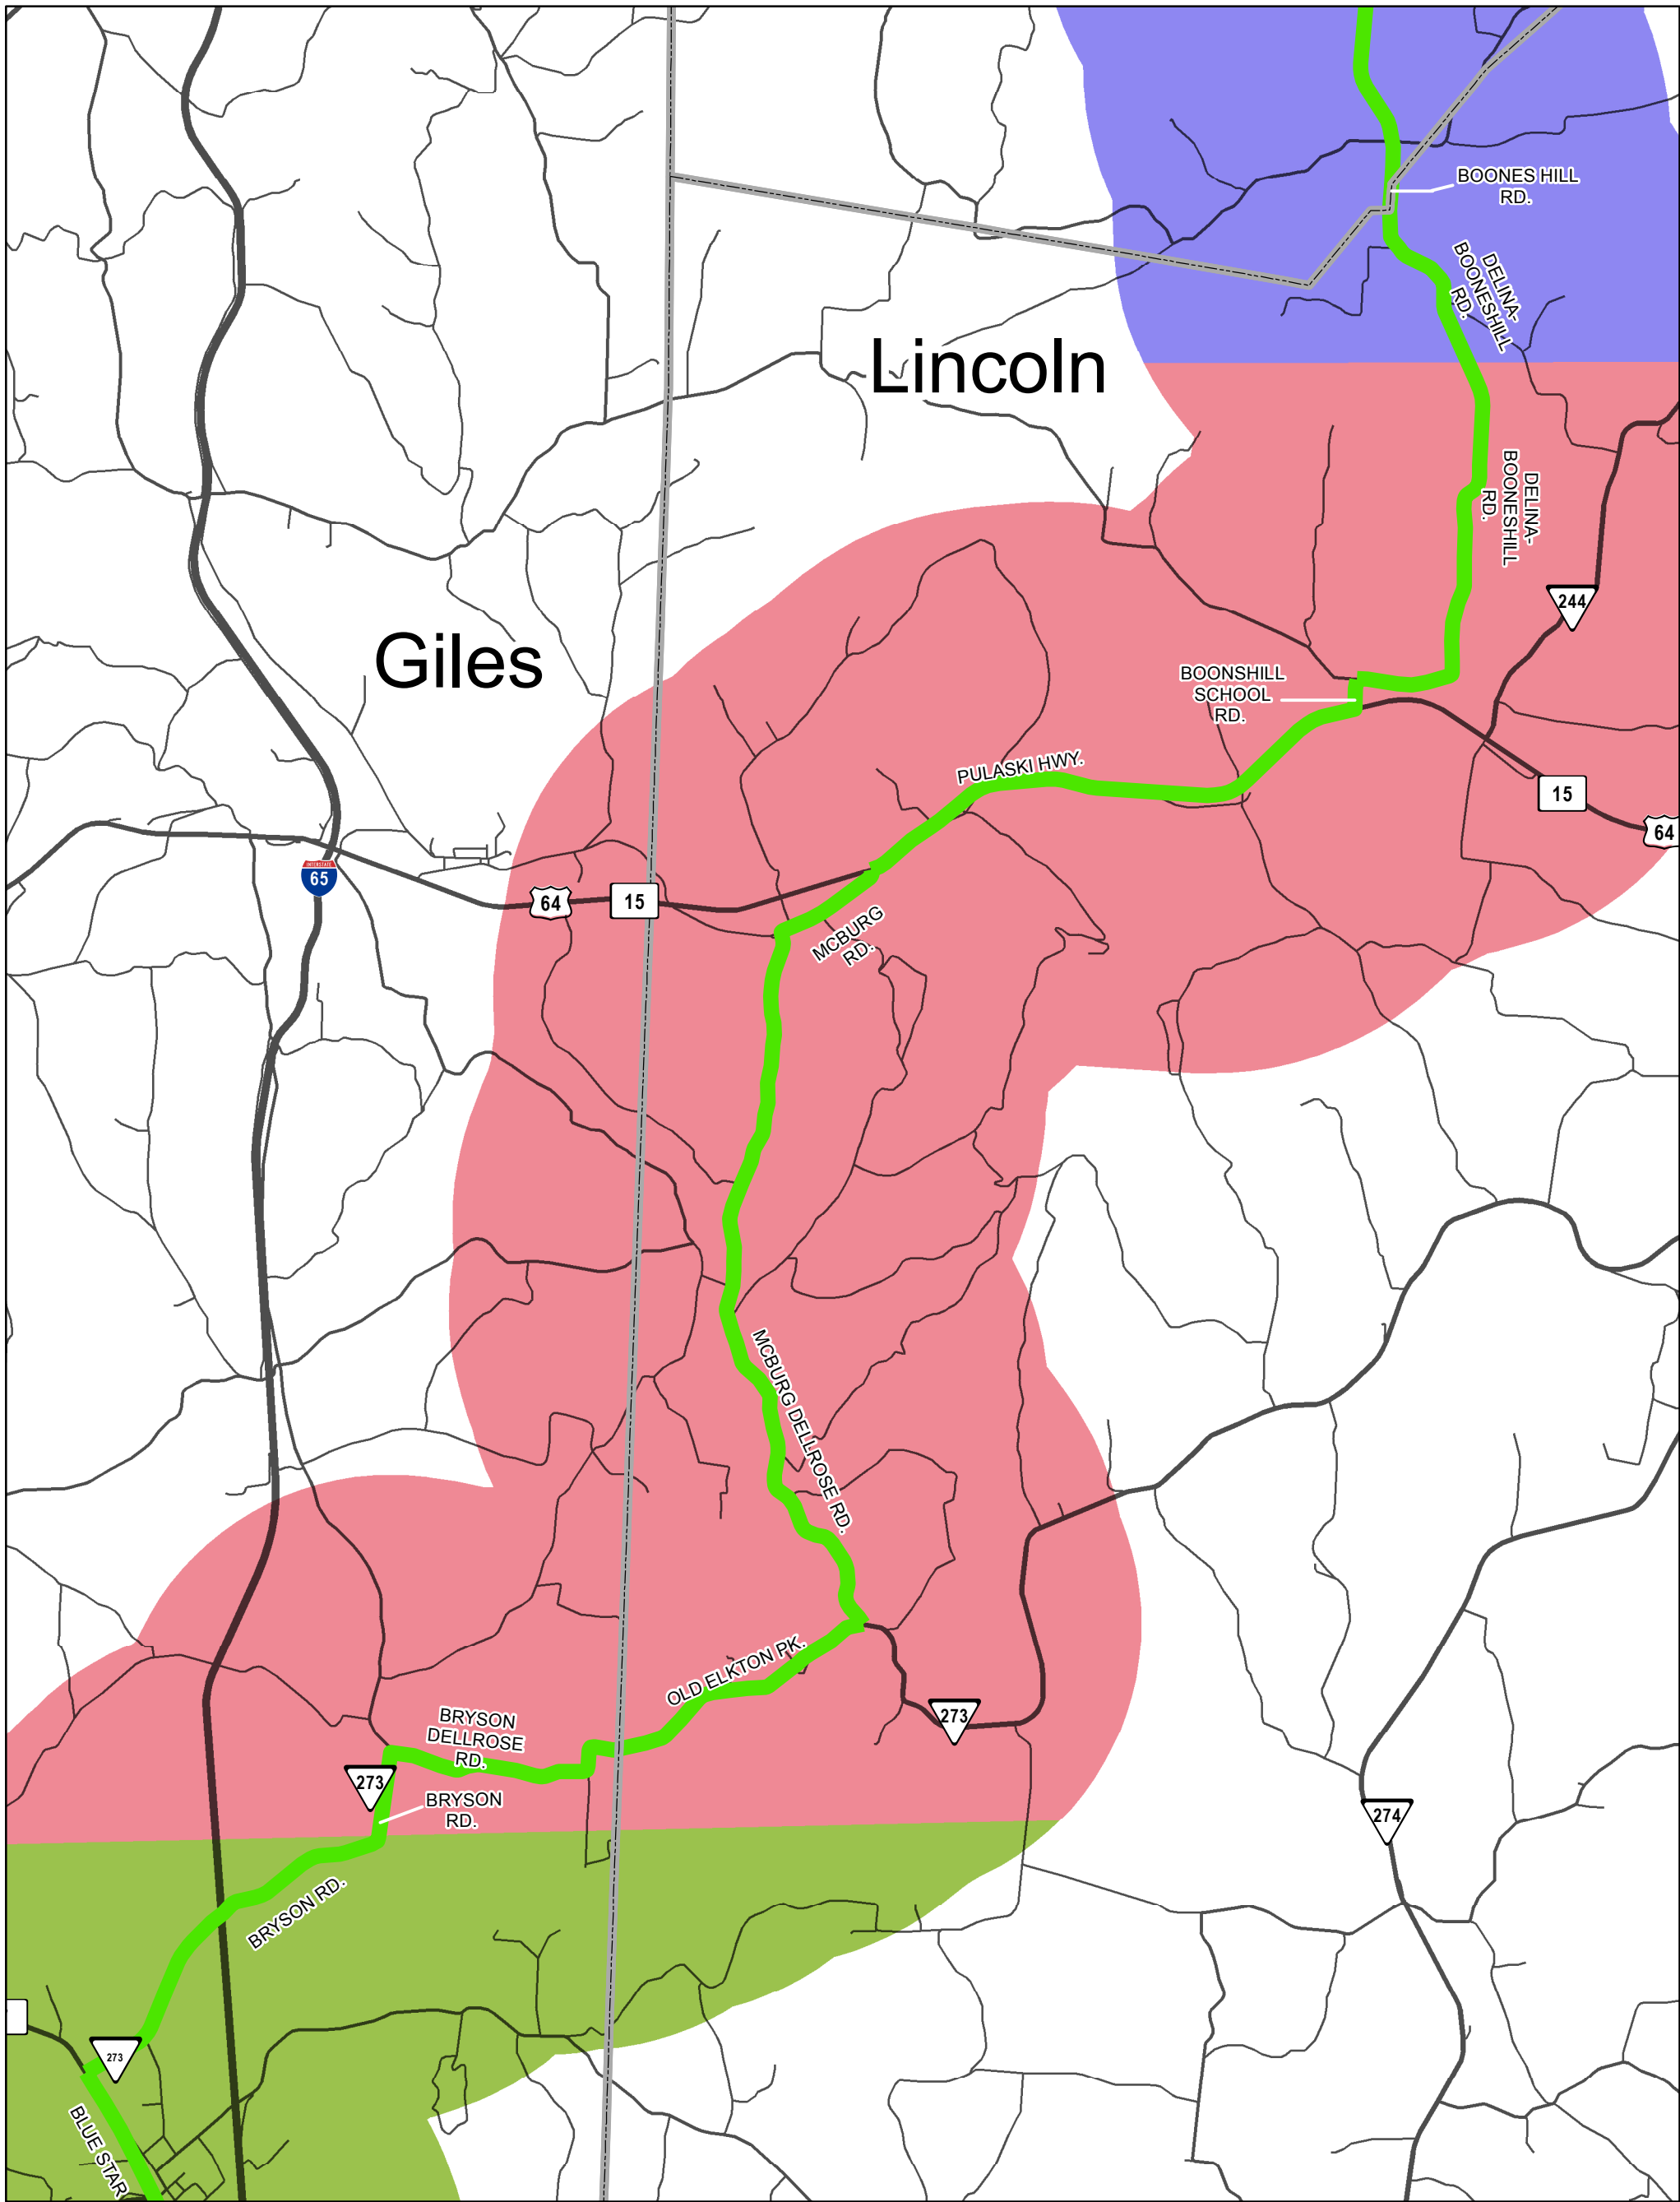 BOONES HILL
RD.
DELINA-
BOONESHILL
RD.
Lincoln
DELINA-
BOONESHILL
RD.
244
Giles
BOONSHILL
SCHOOL
RD.
PULASKI HWY.
15
64
INTERSTATE
65
64
15
MCBURG
RD.
MCBURG DELLROSE RD.
OLD ELKTON PK.
273
BRYSON
DELLROSE
RD.
273
BRYSON
RD.
274
BRYSON RD.
273
BLUE STAR